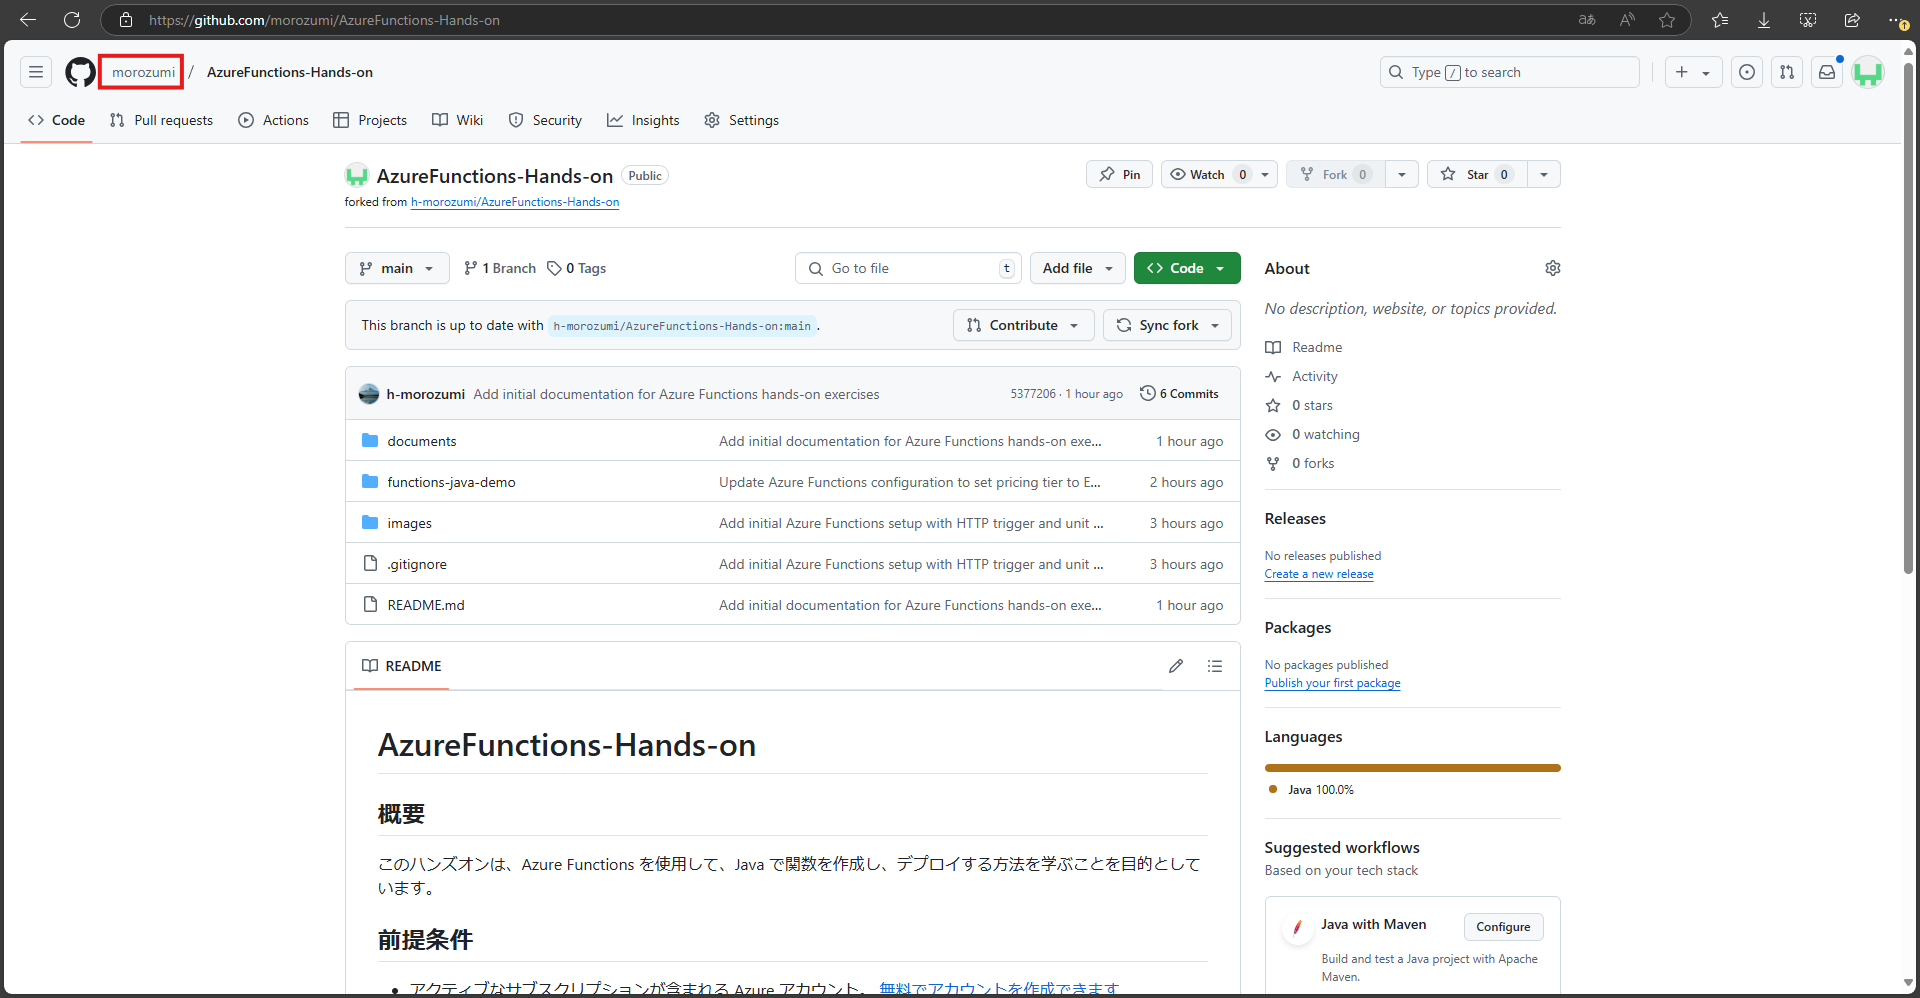 https://github.com/morozumi/AzureFunctions-Hands-on
morozumi / AzureFunctions-Hands-on
Type / to search
Code Pull requests Actions Projects Wiki Security Insights Settings
AzureFunctions-Hands-on Public
Pin Watch 0 Fork 0 Star 0
forked from h-morozumi/AzureFunctions-Hands-on
main 1 Branch 0 Tags Go to file t Add file Code
This branch is up to date with h-morozumi/AzureFunctions-Hands-on:main .
Contribute Sync fork
h-morozumi Add initial documentation for Azure Functions hands-on exercises 5377206 · 1 hour ago 6 Commits
documents Add initial documentation for Azure Functions hands-on exe... 1 hour ago
functions-java-demo Update Azure Functions configuration to set pricing tier to E... 2 hours ago
images Add initial Azure Functions setup with HTTP trigger and unit ... 3 hours ago
.gitignore Add initial Azure Functions setup with HTTP trigger and unit ... 3 hours ago
README.md Add initial documentation for Azure Functions hands-on exe... 1 hour ago
README
AzureFunctions-Hands-on
概要
このハンズオンは、Azure Functions を使用して、Java で関数を作成し、デプロイする方法を学ぶことを目的として
います。
前提条件
アクティブなサブスクリプションが含まれる Azure アカウント。 無料でアカウントを作成できます
About
No description, website, or topics provided.
Readme
Activity
0 stars
0 watching
0 forks
Releases
No releases published
Create a new release
Packages
No packages published
Publish your first package
Languages
Java 100.0%
Suggested workflows
Based on your tech stack
Java with Maven
Configure
Build and test a Java project with Apache
Maven.